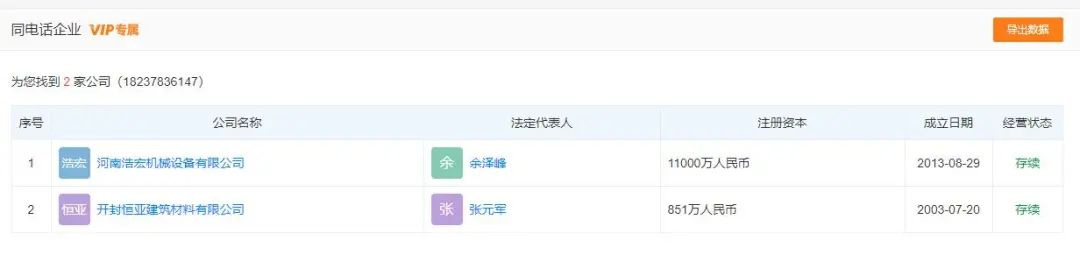 同电话企业 VIP专属 导出数据
为您找到 2 家公司（18237836147）
序号 公司名称 法定代表人 注册资本 成立日期 经营状态
1 浩宏 河南浩宏机械设备有限公司 余 余泽峰 11000万人民币 2013-08-29 存续
2 恒亚 开封恒亚建筑材料有限公司 张 张元军 851万人民币 2003-07-20 存续